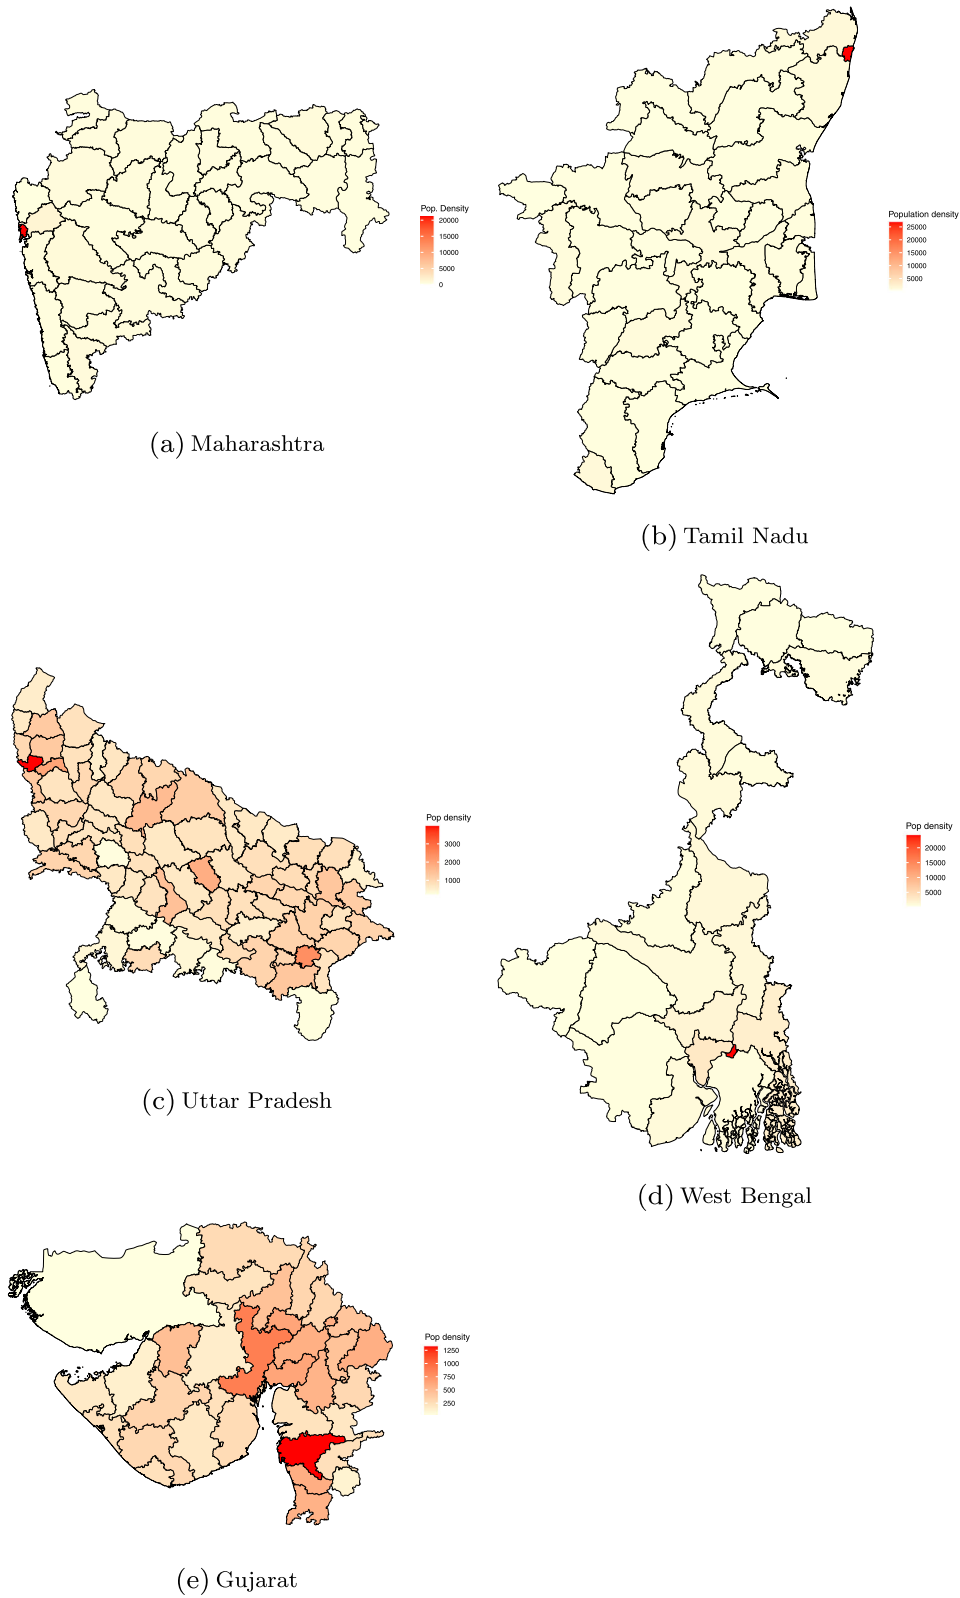 Pop. Density
20000
15000
10000
5000
0
(a) Maharashtra
Population density
25000
20000
15000
10000
5000
(b) Tamil Nadu
Pop density
3000
2000
1000
(c) Uttar Pradesh
Pop density
20000
15000
10000
5000
(d) West Bengal
Pop density
1250
1000
750
500
250
(e) Gujarat